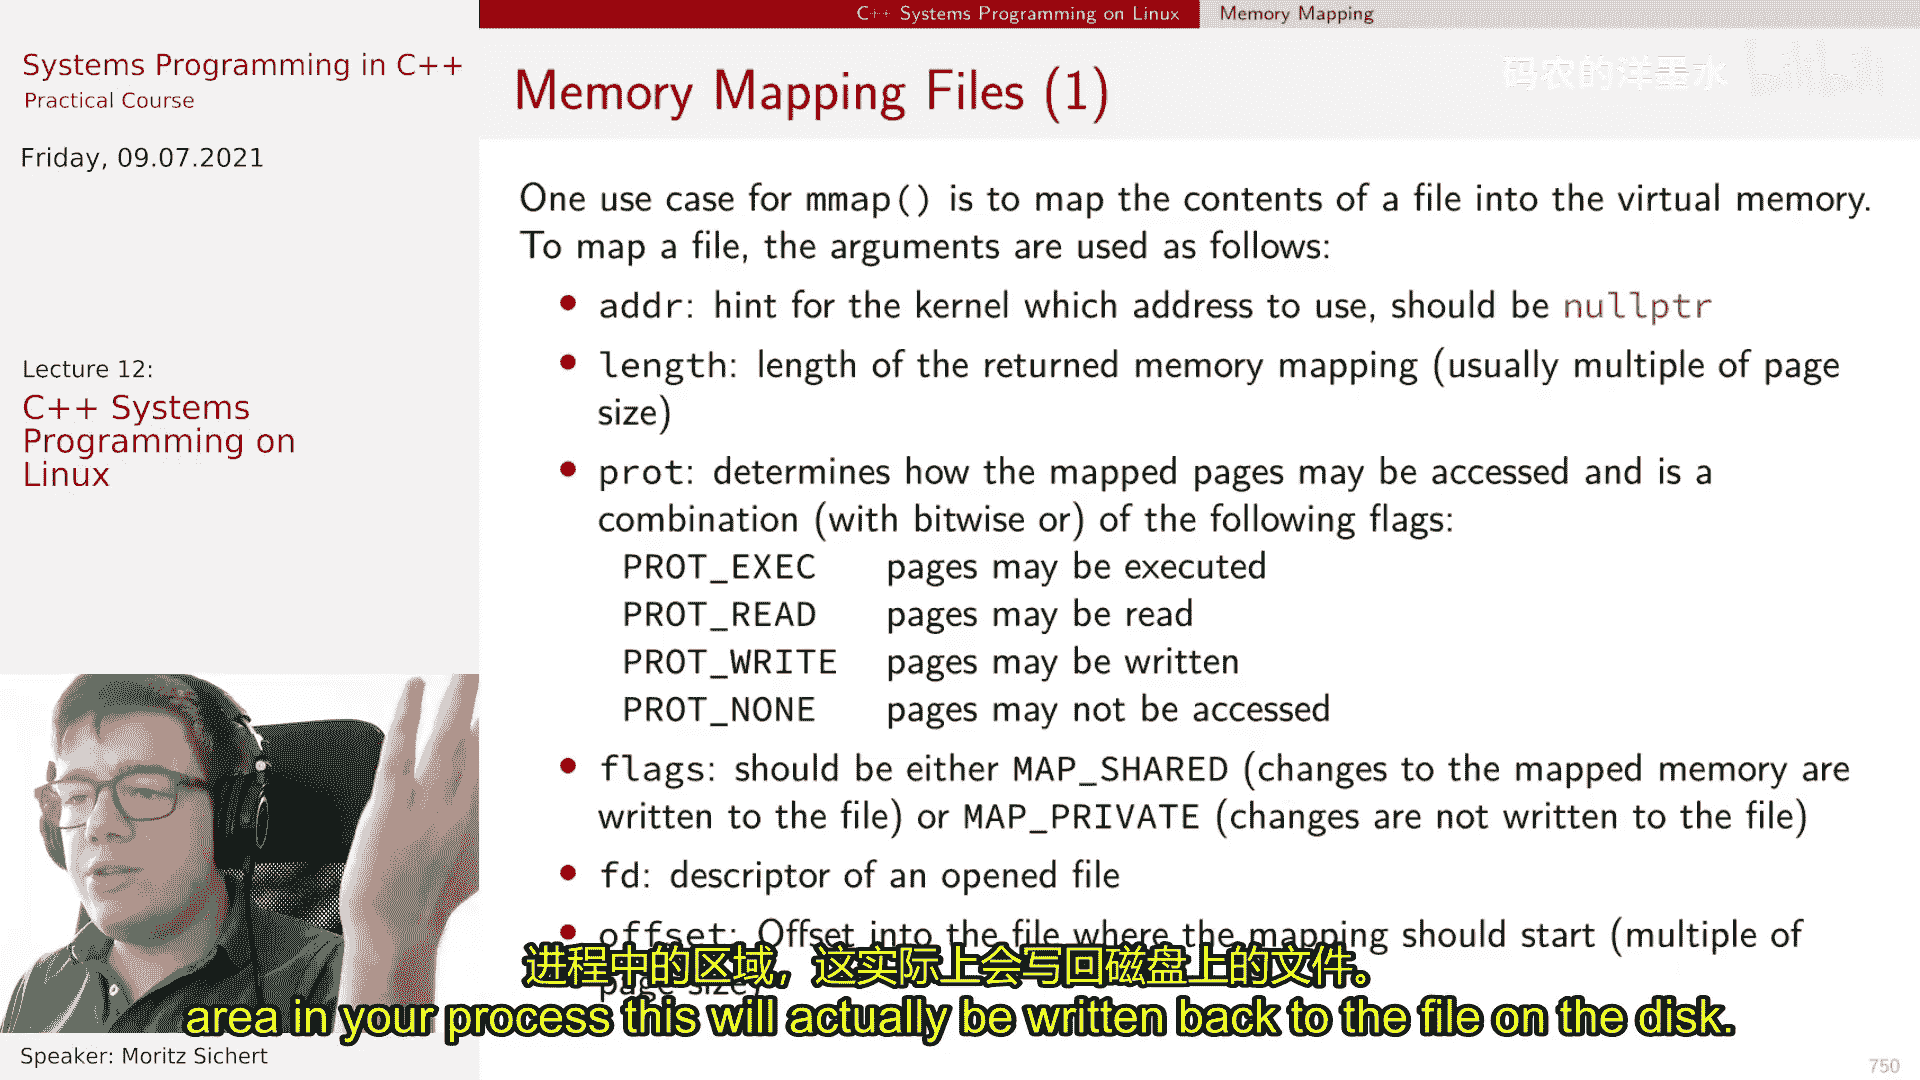 C++ Systems Programming on Linux Memory Mapping
Systems Programming in C++
Practical Course
Friday, 09.07.2021
Lecture 12:
C++ Systems
Programming on
Linux
Speaker: Moritz Sichert
码农的洋墨水
Memory Mapping Files (1)
One use case for mmap() is to map the contents of a file into the virtual memory.
To map a file, the arguments are used as follows:
• addr: hint for the kernel which address to use, should be nullptr
• length: length of the returned memory mapping (usually multiple of page
size)
• prot: determines how the mapped pages may be accessed and is a
combination (with bitwise or) of the following flags:
PROT_EXEC pages may be executed
PROT_READ pages may be read
PROT_WRITE pages may be written
PROT_NONE pages may not be accessed
• flags: should be either MAP_SHARED (changes to the mapped memory are
written to the file) or MAP_PRIVATE (changes are not written to the file)
• fd: descriptor of an opened file
• offset: Offset into the file where the mapping should start (multiple of
page size)
进程中的区域，这实际上会写回磁盘上的文件。
area in your process this will actually be written back to the file on the disk.
750